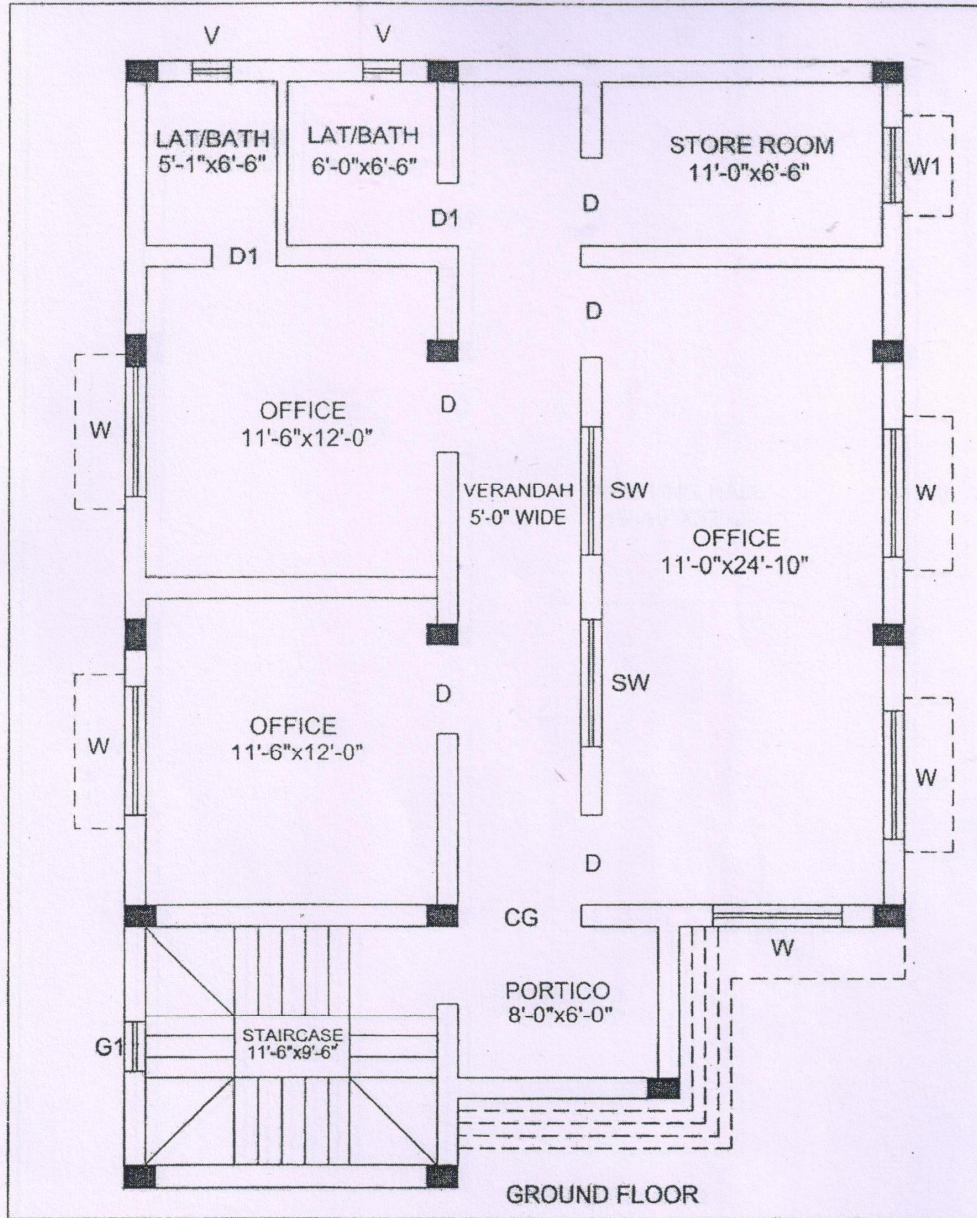 V
V
LAT/BATH
5'-1"x6'-6"
LAT/BATH
6'-0"x6'-6"
STORE ROOM
11'-0"x6'-6"
W1
D1
D
D1
D
D
OFFICE
11'-6"x12'-0"
W
VERANDAH
5'-0" WIDE
SW
W
OFFICE
11'-0"x24'-10"
SW
D
OFFICE
11'-6"x12'-0"
W
W
D
CG
W
PORTICO
8'-0"x6'-0"
STAIRCASE
11'-6"x9'-6"
G1
GROUND FLOOR